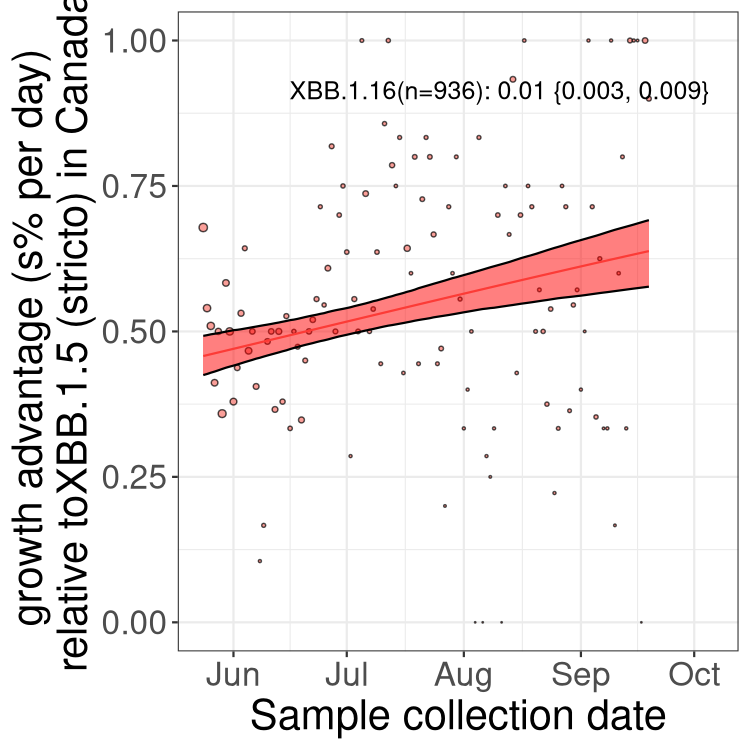 growth advantage (s% per day)
relative toXBB.1.5 (stricto) in Canada
1.00
0.75
0.50
0.25
0.00
XBB.1.16(n=936): 0.01 {0.003, 0.009}
Jun Jul Aug Sep Oct
Sample collection date